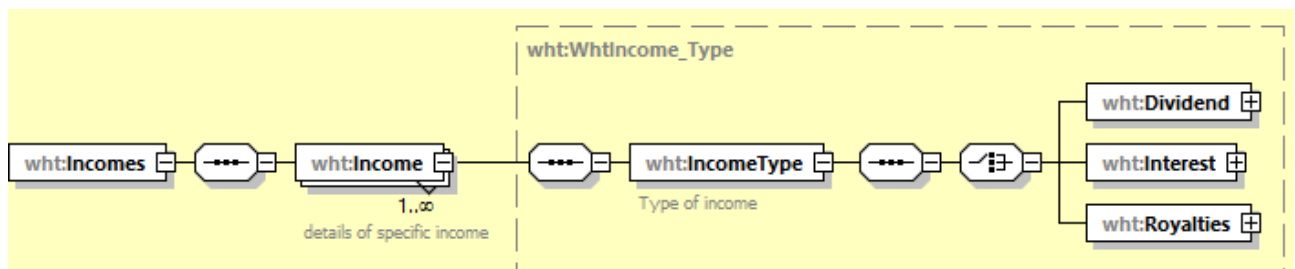 wht:WhtIncome_Type
wht:Dividend
wht:Incomes
wht:Income
wht:IncomeType
wht:Interest
1..∞
Type of income
details of specific income
wht:Royalties